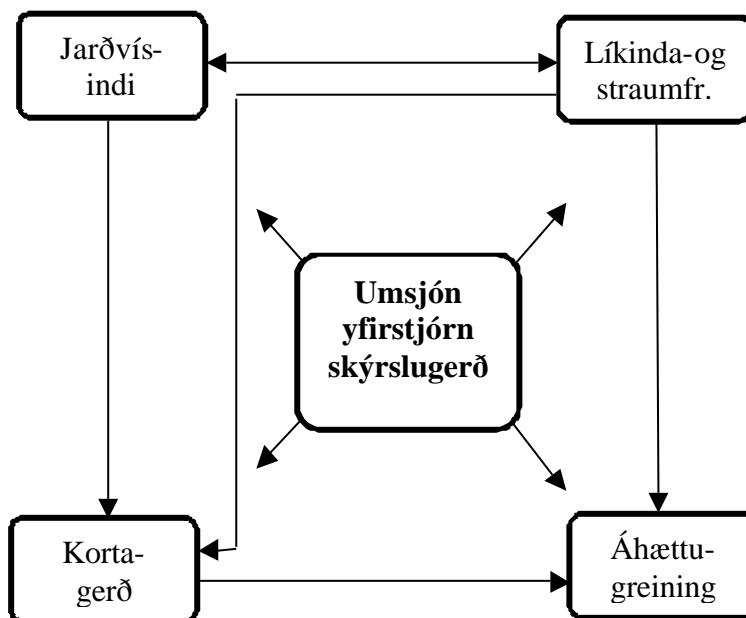 Jarðvís-
indi
Líkinda-og
straumfr.
Umsjón
yfirstjórn
skýrslugerð
Korta-
gerð
Áhættu-
greining